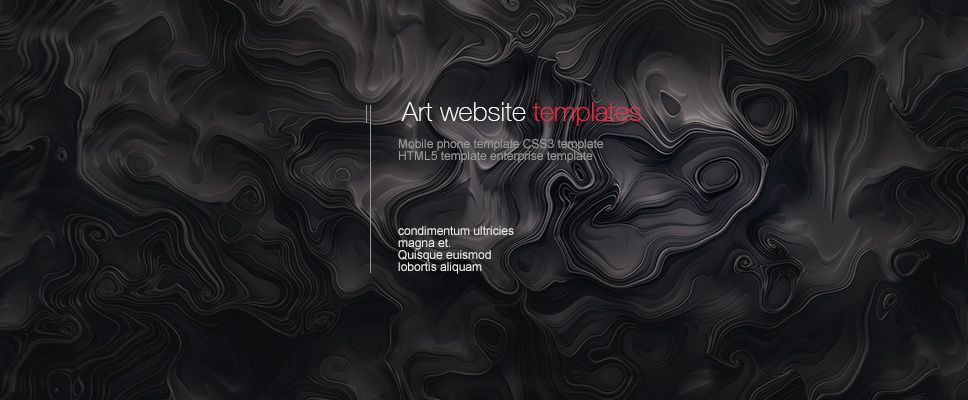 Art website templates
Mobile phone template CSS3 template
HTML5 template enterprise template
condimentum ultricies
magna et.
Quisque euismod
lobortis aliquam